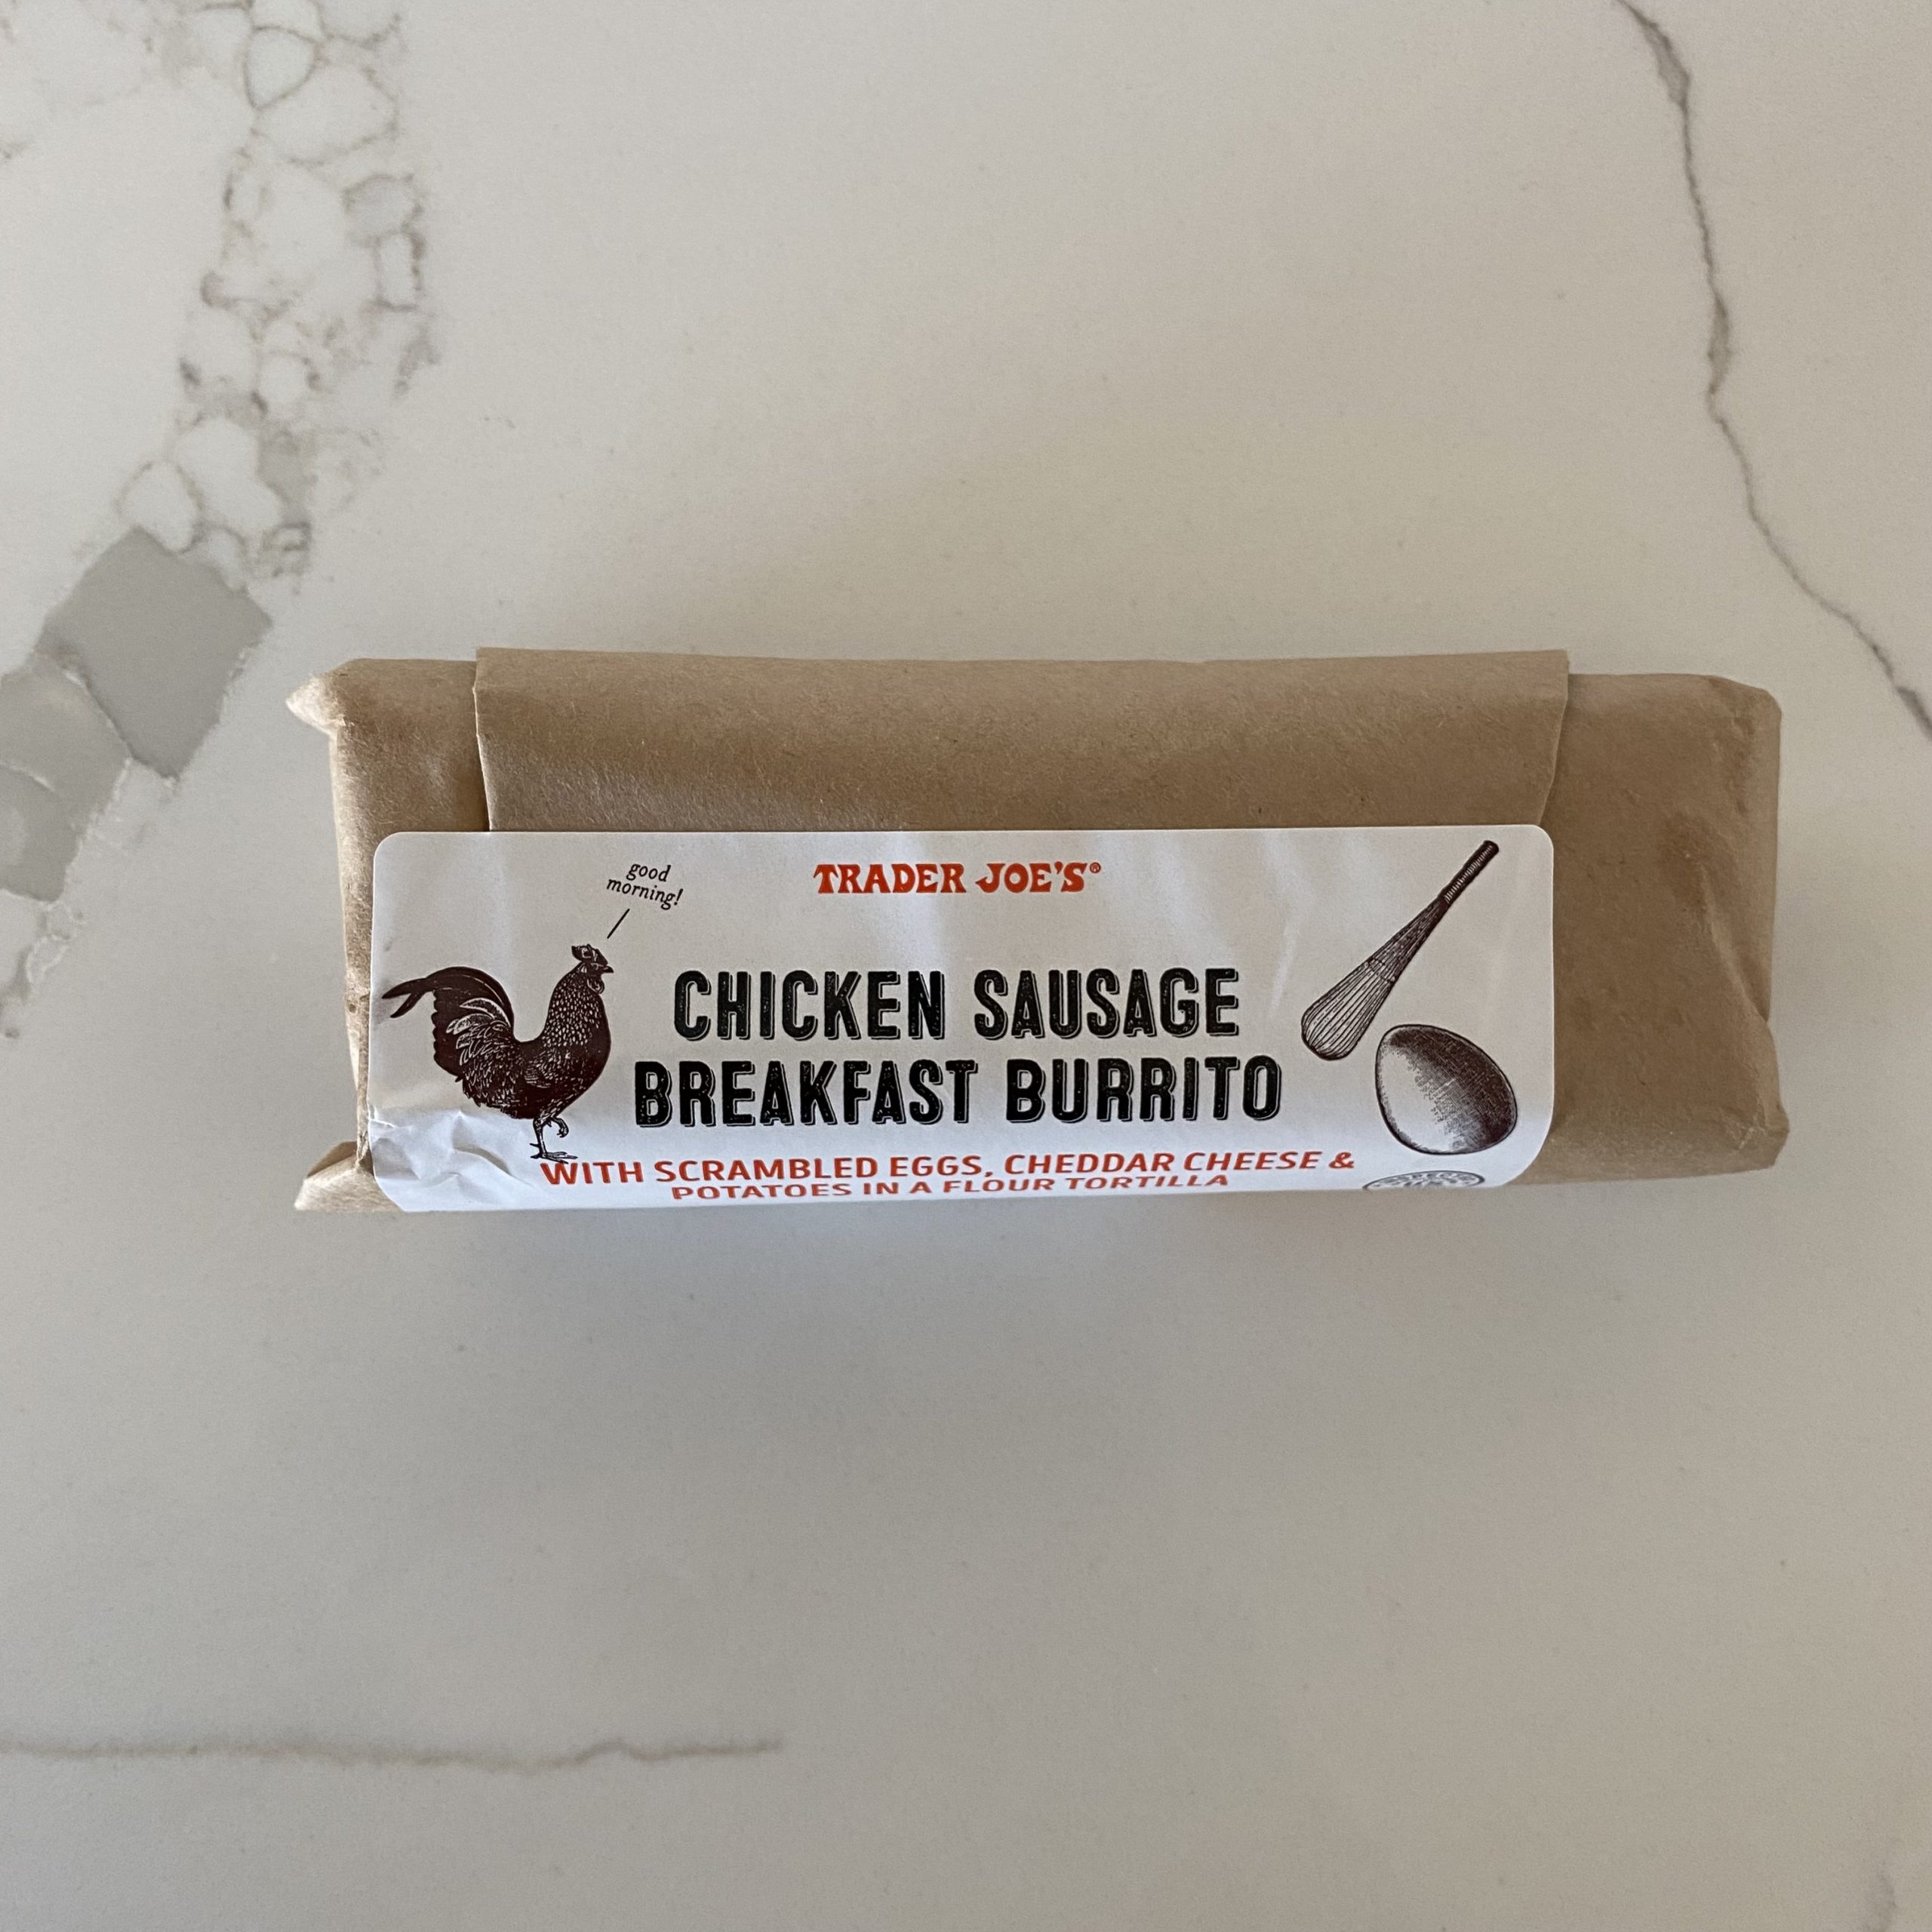 good
morning!
TRADER JOE'S®
CHICKEN SAUSAGE
BREAKFAST BURRITO
WITH SCRAMBLED EGGS, CHEDDAR CHEESE &
POTATOES IN A FLOUR TORTILLA